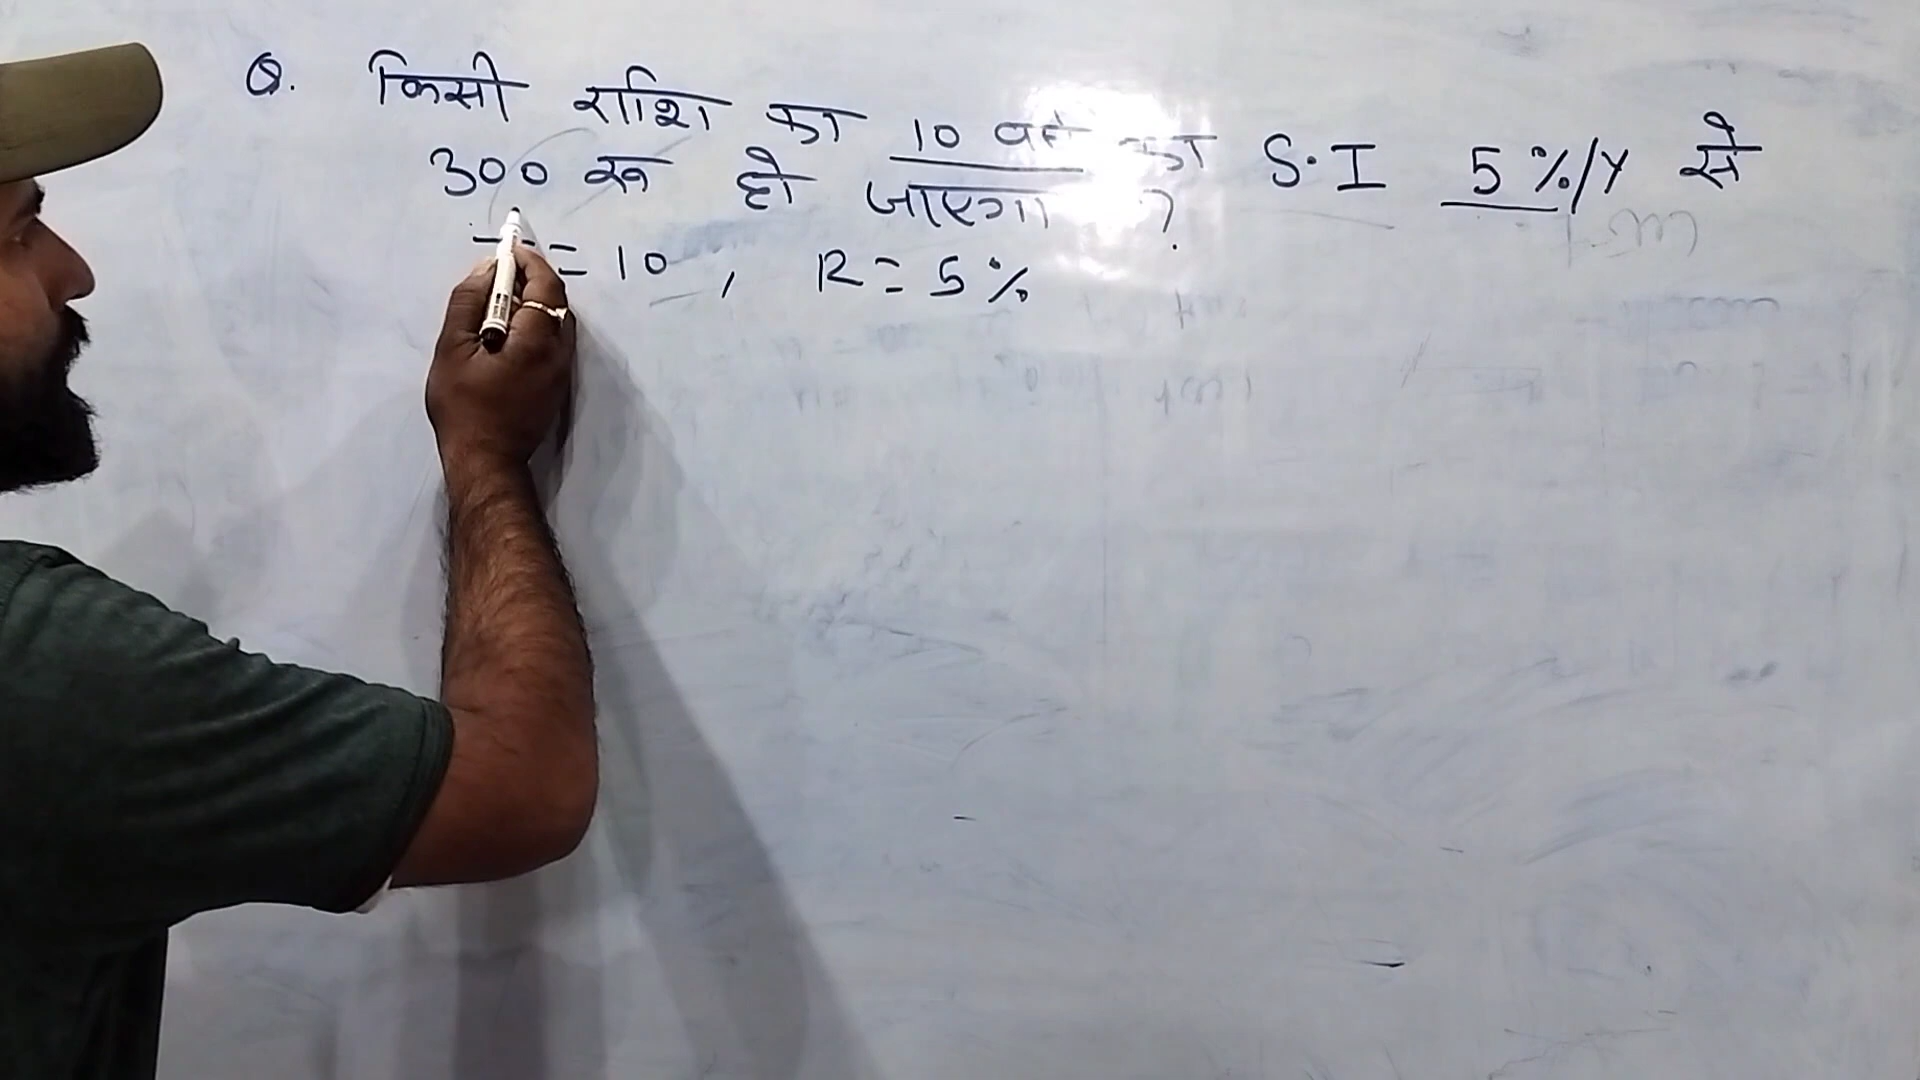 Q. किसी राशि का 10 वर्ष का S.I 5%/Y से
300 रू हो जाएगा ?
= 10 , R = 5%